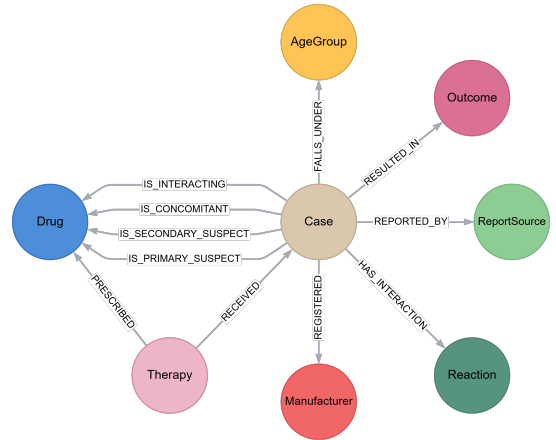 AgeGroup
Outcome
FALLS_UNDER
RESULTED_IN
IS_INTERACTING
IS_CONCOMITANT
Drug
Case
REPORTED_BY
ReportSource
IS_SECONDARY_SUSPECT
IS_PRIMARY_SUSPECT
PRESCRIBED
RECEIVED
REGISTERED
HAS_INTERACTION
Therapy
Manufacturer
Reaction